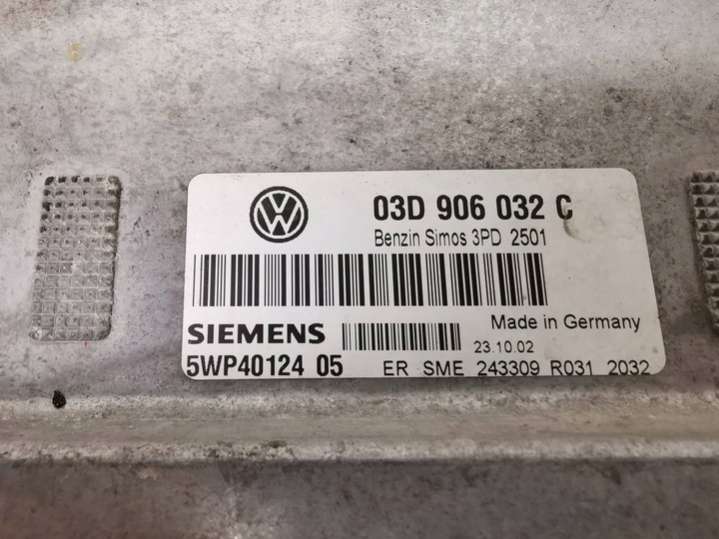 03D 906 032 C
Benzin Simos 3PD 2501
SIEMENS
Made in Germany
23.10.02
5WP40124 05
ER SME 243309 R031 2032